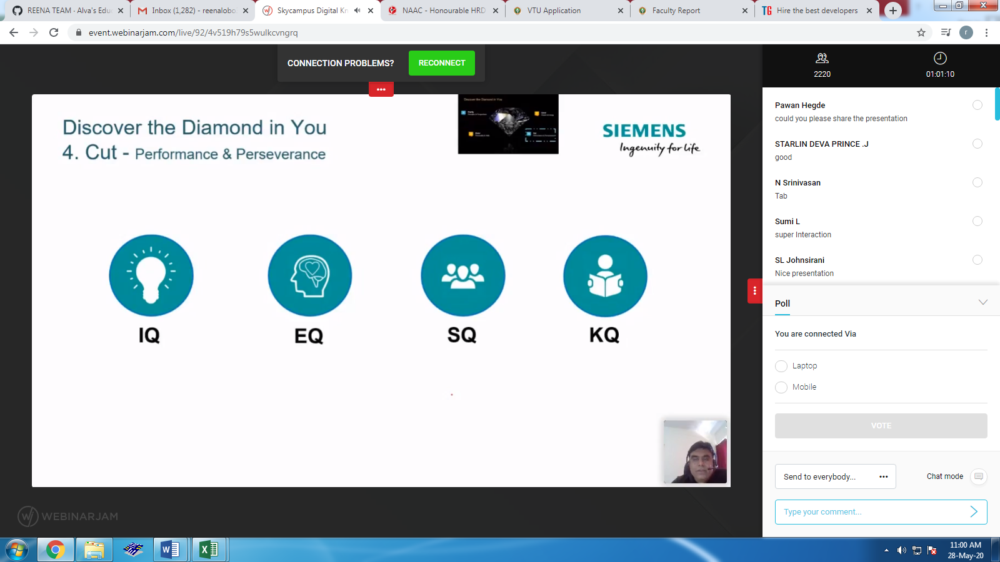 REENA TEAM · Alva's Edu
Inbox (1,282) - reenalobo
Skycampus Digital Kn
NAAC - Honourable HRD
VTU Application
Faculty Report
TG Hire the best developers
event.webinarjam.com/live/92/4v519h79s5wulkcvngrq
r
CONNECTION PROBLEMS?
RECONNECT
2220
01:01:10
Discover the Diamond in You
4. Cut - Performance & Perseverance
Discover the Diamond in You
SIEMENS
Ingenuity for life
IQ
EQ
SQ
KQ
WEBINARJAM
Pawan Hegde
could you please share the presentation
STARLIN DEVA PRINCE .J
good
N Srinivasan
Tab
Sumi L
super Interaction
SL Johnsirani
Nice presentation
Poll
You are connected Via
Laptop
Mobile
VOTE
Send to everybody...
Chat mode
Type your comment...
11:00 AM
28-May-20